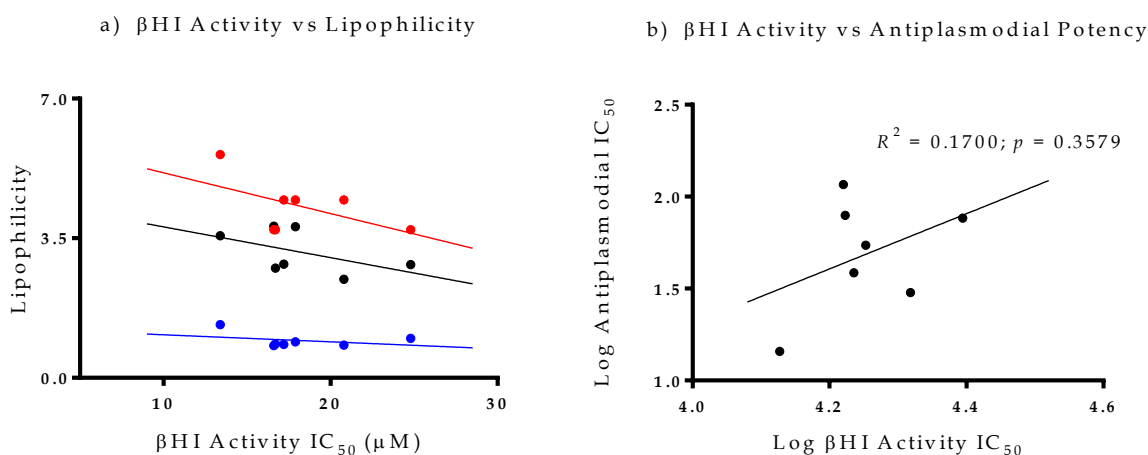 a) βHI Activity vs Lipophilicity
7.0
3.5
0.0
Lipophilicity
10
20
30
βHI Activity IC50 (μM)
b) βHI Activity vs Antiplasmodial Potency
R2 = 0.1700; p = 0.3579
2.5
2.0
1.5
1.0
Log Antiplasmodial IC50
4.0
4.2
4.4
4.6
Log βHI Activity IC50